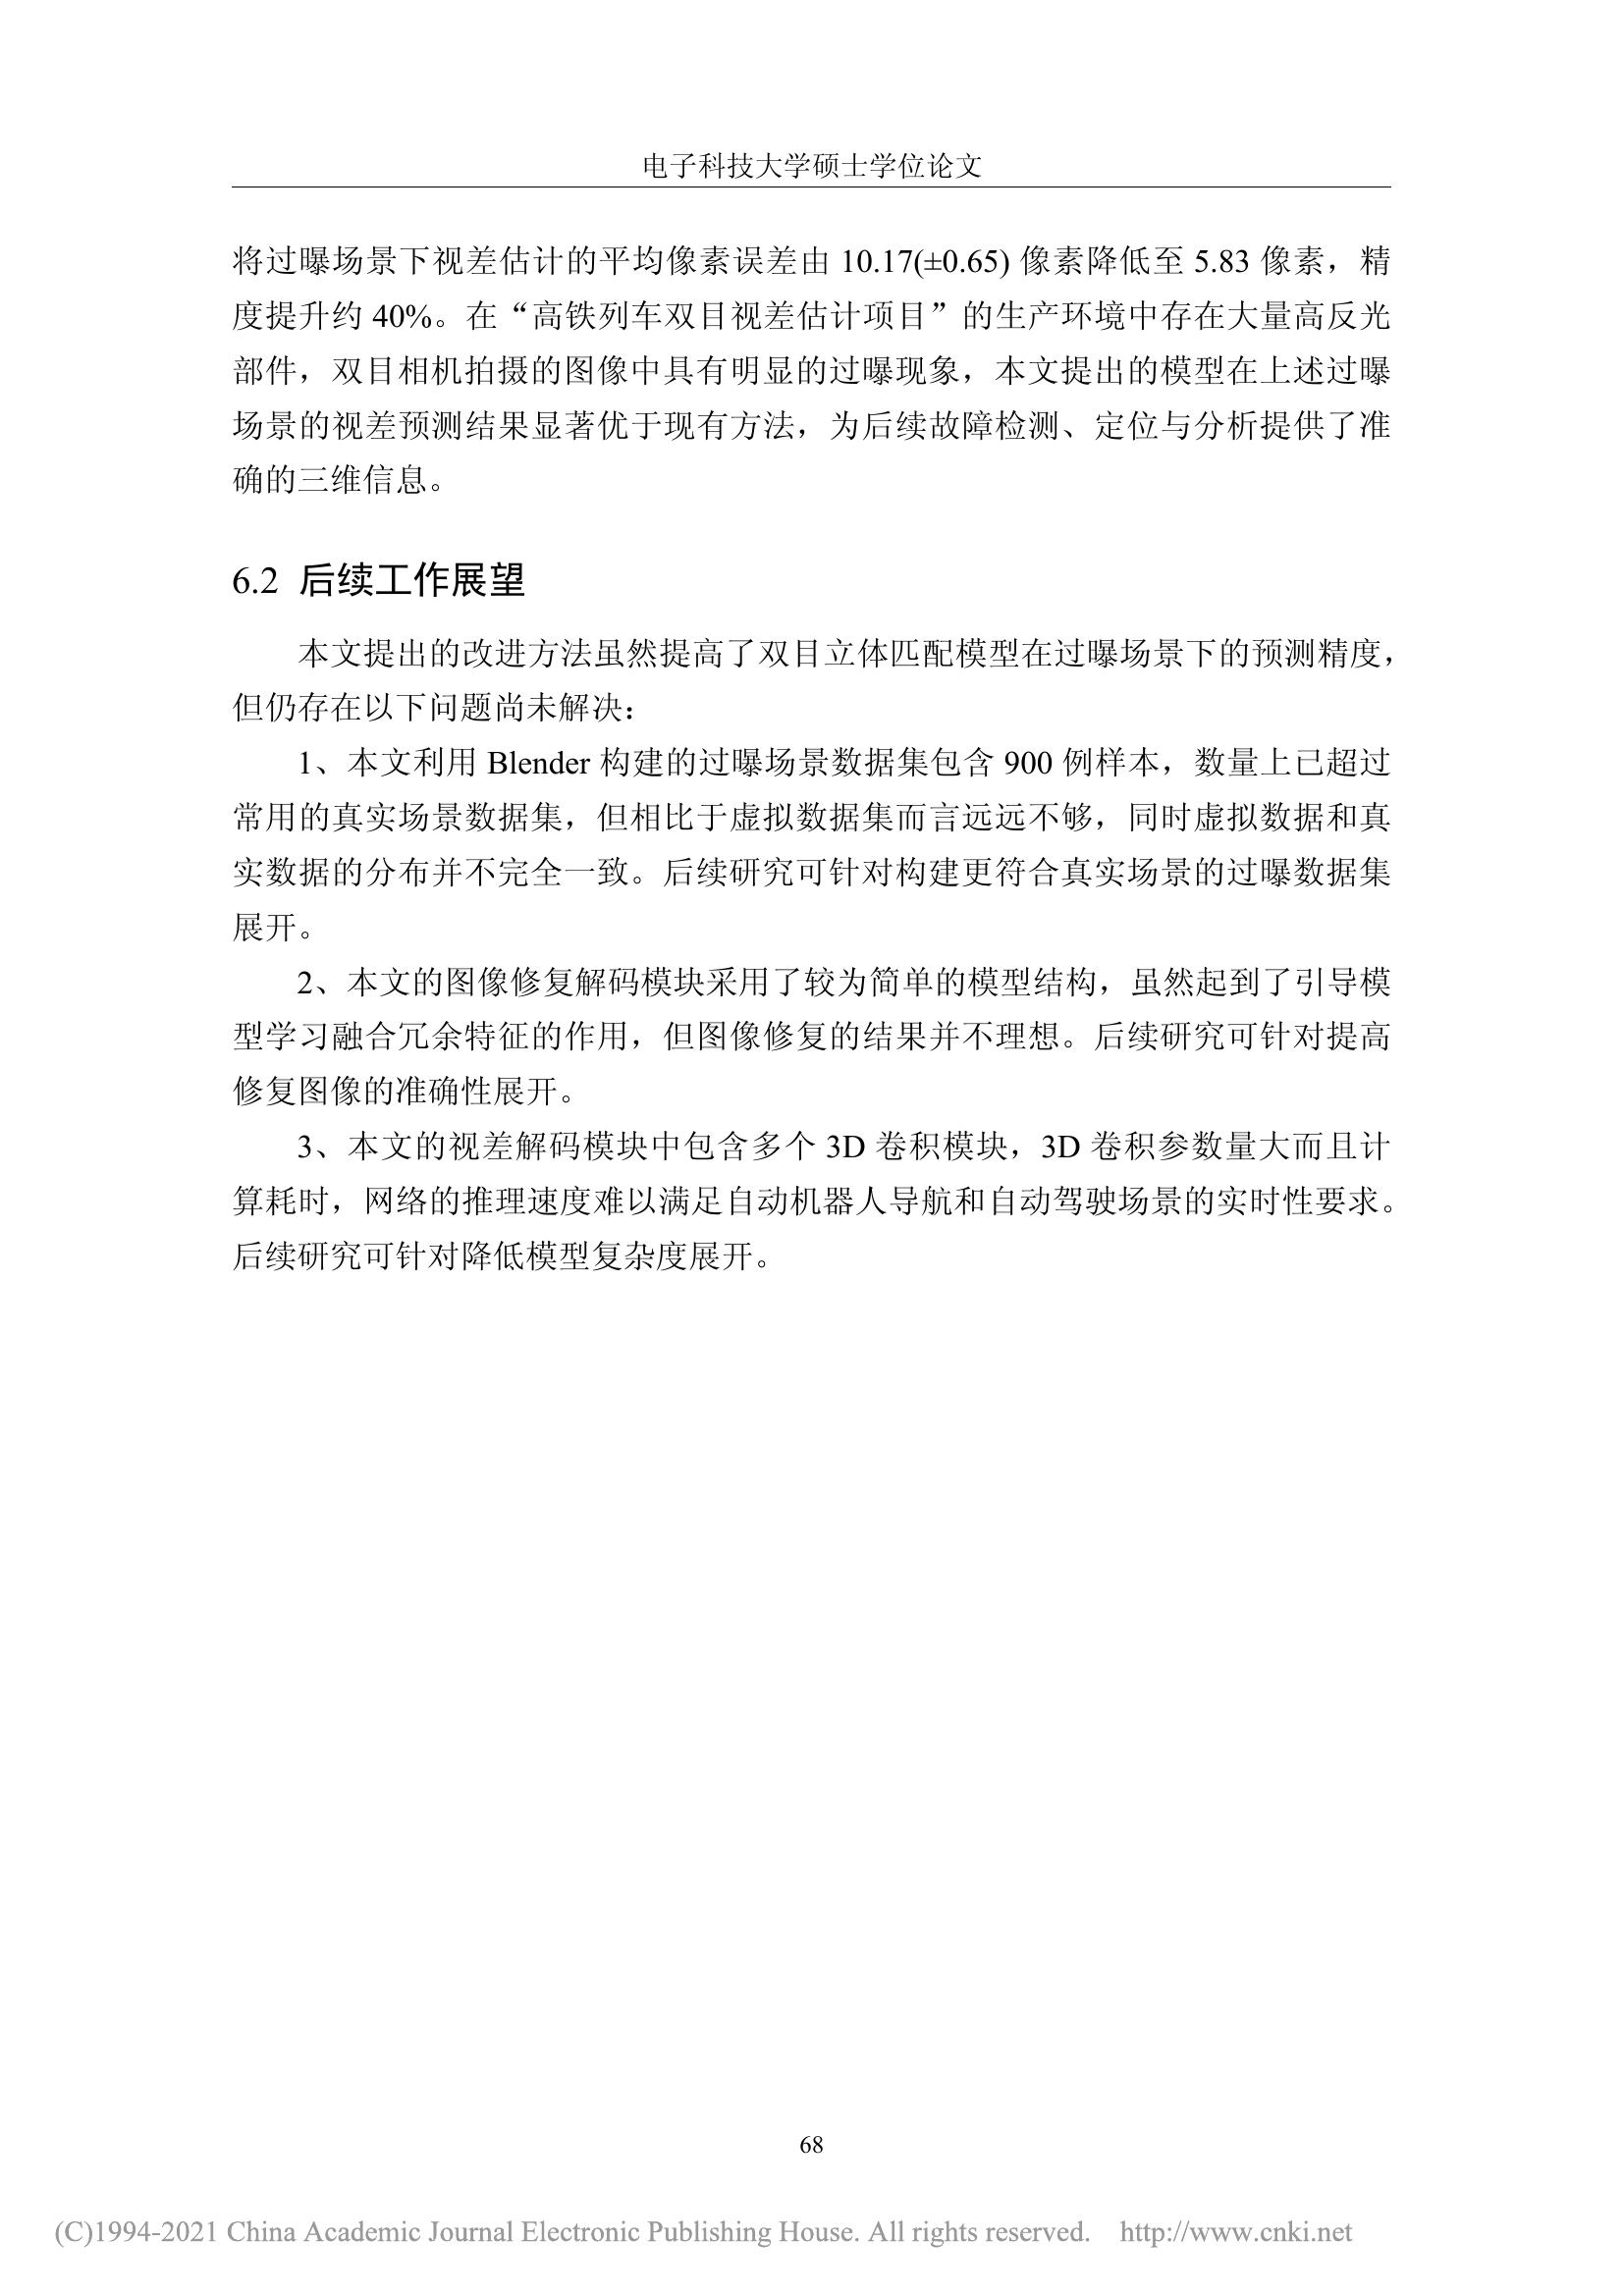 电子科技大学硕士学位论文
将过曝场景下视差估计的平均像素误差由 10.17(±0.65) 像素降低至 5.83 像素，精
度提升约 40%。在“高铁列车双目视差估计项目”的生产环境中存在大量高反光
部件，双目相机拍摄的图像中具有明显的过曝现象，本文提出的模型在上述过曝
场景的视差预测结果显著优于现有方法，为后续故障检测、定位与分析提供了准
确的三维信息。
6.2 后续工作展望
本文提出的改进方法虽然提高了双目立体匹配模型在过曝场景下的预测精度，
但仍存在以下问题尚未解决：
1、本文利用 Blender 构建的过曝场景数据集包含 900 例样本，数量上已超过
常用的真实场景数据集，但相比于虚拟数据集而言远远不够，同时虚拟数据和真
实数据的分布并不完全一致。后续研究可针对构建更符合真实场景的过曝数据集
展开。
2、本文的图像修复解码模块采用了较为简单的模型结构，虽然起到了引导模
型学习融合冗余特征的作用，但图像修复的结果并不理想。后续研究可针对提高
修复图像的准确性展开。
3、本文的视差解码模块中包含多个 3D 卷积模块，3D 卷积参数量大而且计
算耗时，网络的推理速度难以满足自动机器人导航和自动驾驶场景的实时性要求。
后续研究可针对降低模型复杂度展开。
68
(C)1994-2021 China Academic Journal Electronic Publishing House. All rights reserved. http://www.cnki.net